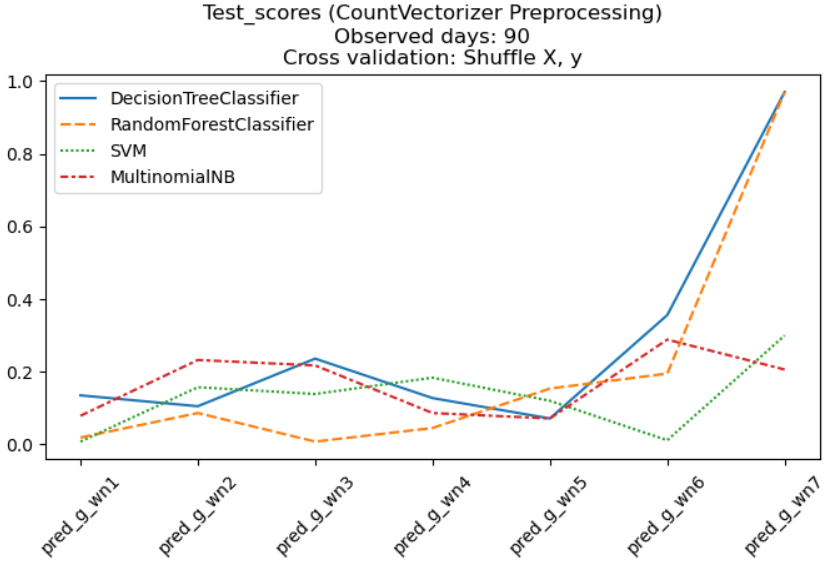 Test_scores (CountVectorizer Preprocessing)
Observed days: 90
Cross validation: Shuffle X, y
1.0
0.8
0.6
0.4
0.2
0.0
DecisionTreeClassifier
RandomForestClassifier
SVM
MultinomialNB
pred_g_wn1
pred_g_wn2
pred_g_wn3
pred_g_wn4
pred_g_wn5
pred_g_wn6
pred_g_wn7